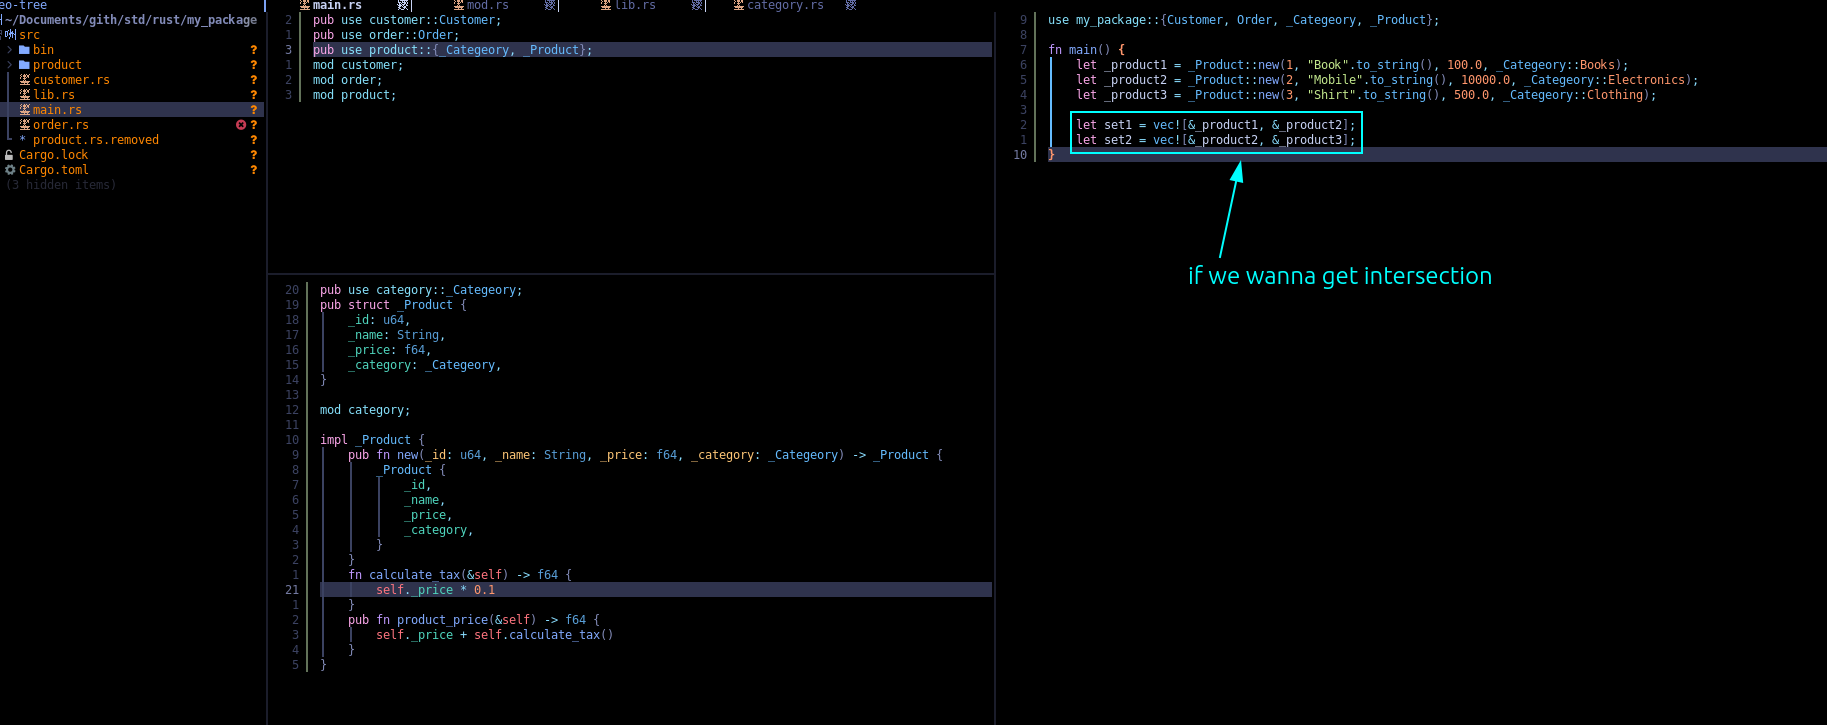 eo-tree
main.rs
mod.rs
lib.rs
category.rs
~/Documents/gith/std/rust/my_package
src
> bin ?
> product ?
customer.rs ?
lib.rs ?
main.rs ?
order.rs ?
* product.rs.removed ?
Cargo.lock ?
Cargo.toml ?
(3 hidden items)
2 pub use customer::Customer;
1 pub use order::Order;
3 pub use product::{_Categeory, _Product};
1 mod customer;
2 mod order;
3 mod product;
20 pub use category::_Categeory;
19 pub struct _Product {
18 _id: u64,
17 _name: String,
16 _price: f64,
15 _category: _Categeory,
14 }
13
12 mod category;
11
10 impl _Product {
9 pub fn new(_id: u64, _name: String, _price: f64, _category: _Categeory) -> _Product {
8 _Product {
7 _id,
6 _name,
5 _price,
4 _category,
3 }
2 }
1 fn calculate_tax(&self) -> f64 {
21 self._price * 0.1
1 }
2 pub fn product_price(&self) -> f64 {
3 self._price + self.calculate_tax()
4 }
5 }
9 use my_package::{Customer, Order, _Categeory, _Product};
8
7 fn main() {
6 let _product1 = _Product::new(1, "Book".to_string(), 100.0, _Categeory::Books);
5 let _product2 = _Product::new(2, "Mobile".to_string(), 10000.0, _Categeory::Electronics);
4 let _product3 = _Product::new(3, "Shirt".to_string(), 500.0, _Categeory::Clothing);
3
2 let set1 = vec![&_product1, &_product2];
1 let set2 = vec![&_product2, &_product3];
10 }
if we wanna get intersection